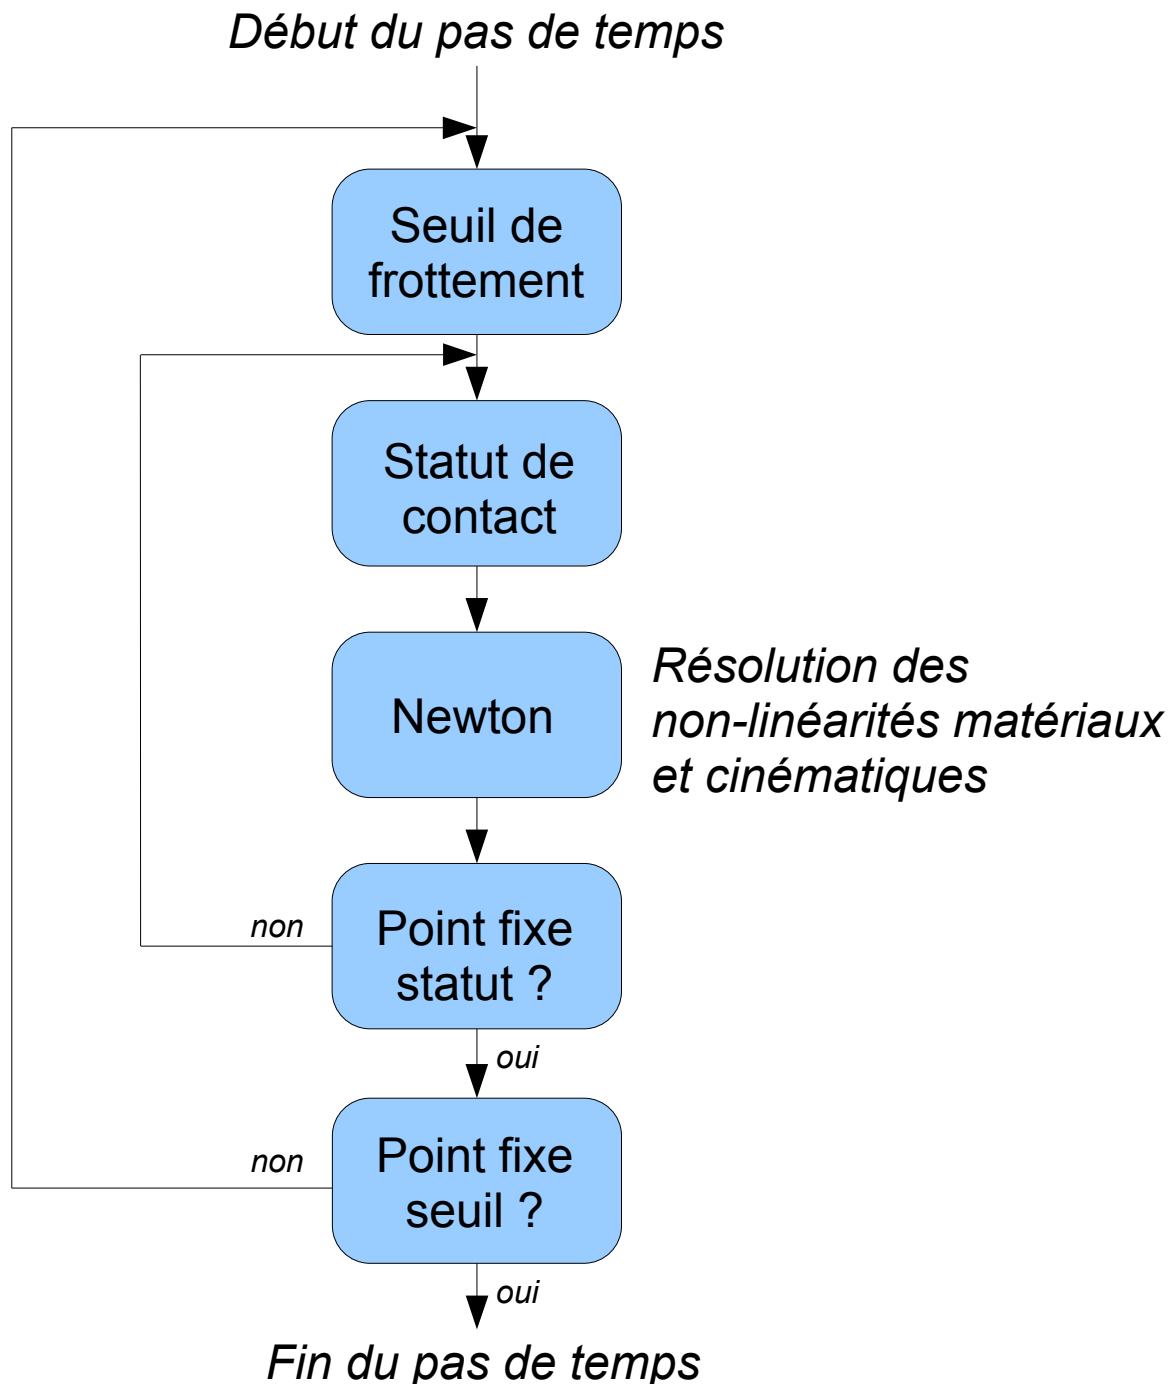 Début du pas de temps
Seuil de
frottement
Statut de
contact
Newton
Résolution des
non-linéarités matériaux
et cinématiques
Point fixe
statut ?
non
oui
Point fixe
seuil ?
non
oui
Fin du pas de temps